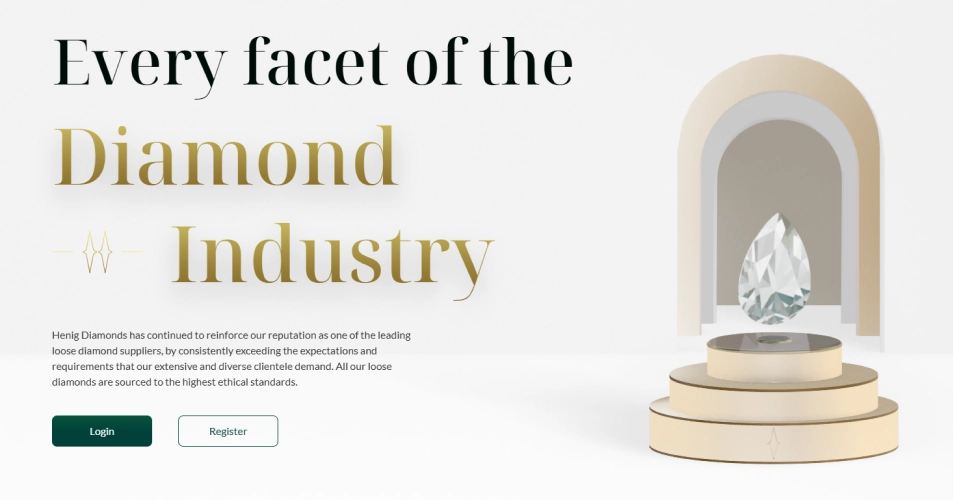 Every facet of the
Diamond
Industry
Henig Diamonds has continued to reinforce our reputation as one of the leading
loose diamond suppliers, by consistently exceeding the expectations and
requirements that our extensive and diverse clientele demand. All our loose
diamonds are sourced to the highest ethical standards.
Login
Register